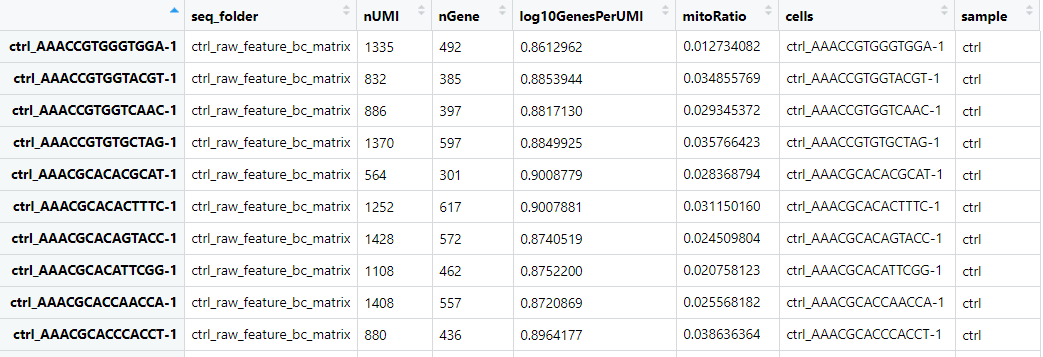 seq_folder nUMI nGene log10GenesPerUMI mitoRatio cells sample
ctrl_AAACCGTGGGTGGA-1 ctrl_raw_feature_bc_matrix 1335 492 0.8612962 0.012734082 ctrl_AAACCGTGGGTGGA-1 ctrl
ctrl_AAACCGTGGTACGT-1 ctrl_raw_feature_bc_matrix 832 385 0.8853944 0.034855769 ctrl_AAACCGTGGTACGT-1 ctrl
ctrl_AAACCGTGGTCAAC-1 ctrl_raw_feature_bc_matrix 886 397 0.8817130 0.029345372 ctrl_AAACCGTGGTCAAC-1 ctrl
ctrl_AAACCGTGTGCTAG-1 ctrl_raw_feature_bc_matrix 1370 597 0.8849925 0.035766423 ctrl_AAACCGTGTGCTAG-1 ctrl
ctrl_AAACGCACACGCAT-1 ctrl_raw_feature_bc_matrix 564 301 0.9008779 0.028368794 ctrl_AAACGCACACGCAT-1 ctrl
ctrl_AAACGCACACTTTC-1 ctrl_raw_feature_bc_matrix 1252 617 0.9007881 0.031150160 ctrl_AAACGCACACTTTC-1 ctrl
ctrl_AAACGCACAGTACC-1 ctrl_raw_feature_bc_matrix 1428 572 0.8740519 0.024509804 ctrl_AAACGCACAGTACC-1 ctrl
ctrl_AAACGCACATTCGG-1 ctrl_raw_feature_bc_matrix 1108 462 0.8752200 0.020758123 ctrl_AAACGCACATTCGG-1 ctrl
ctrl_AAACGCACCAACCA-1 ctrl_raw_feature_bc_matrix 1408 557 0.8720869 0.025568182 ctrl_AAACGCACCAACCA-1 ctrl
ctrl_AAACGCACCCACCT-1 ctrl_raw_feature_bc_matrix 880 436 0.8964177 0.038636364 ctrl_AAACGCACCCACCT-1 ctrl